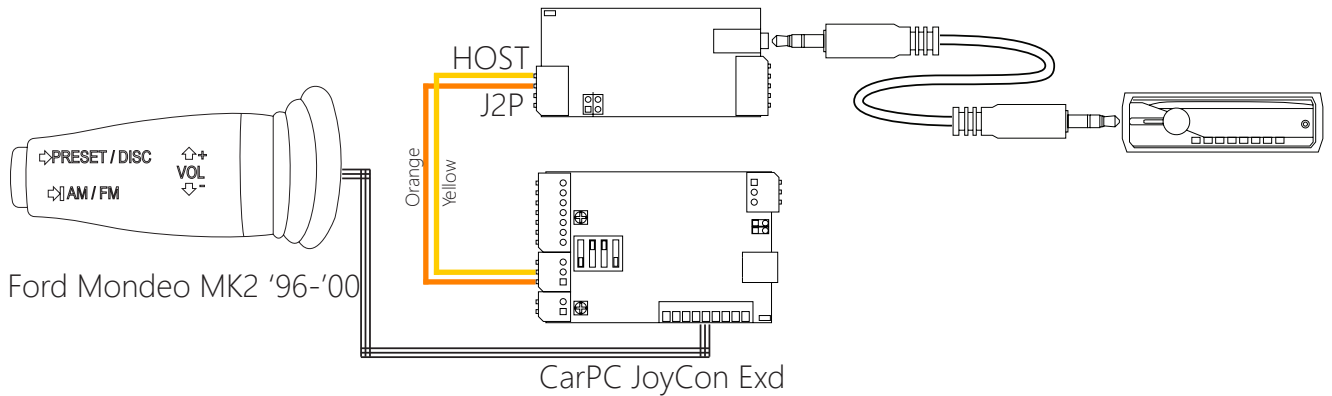 HOST
J2P
Orange
Yellow
PRESET / DISC
+
VOL
-
AM / FM
Ford Mondeo MK2 ‘96-‘00
CarPC JoyCon Exd